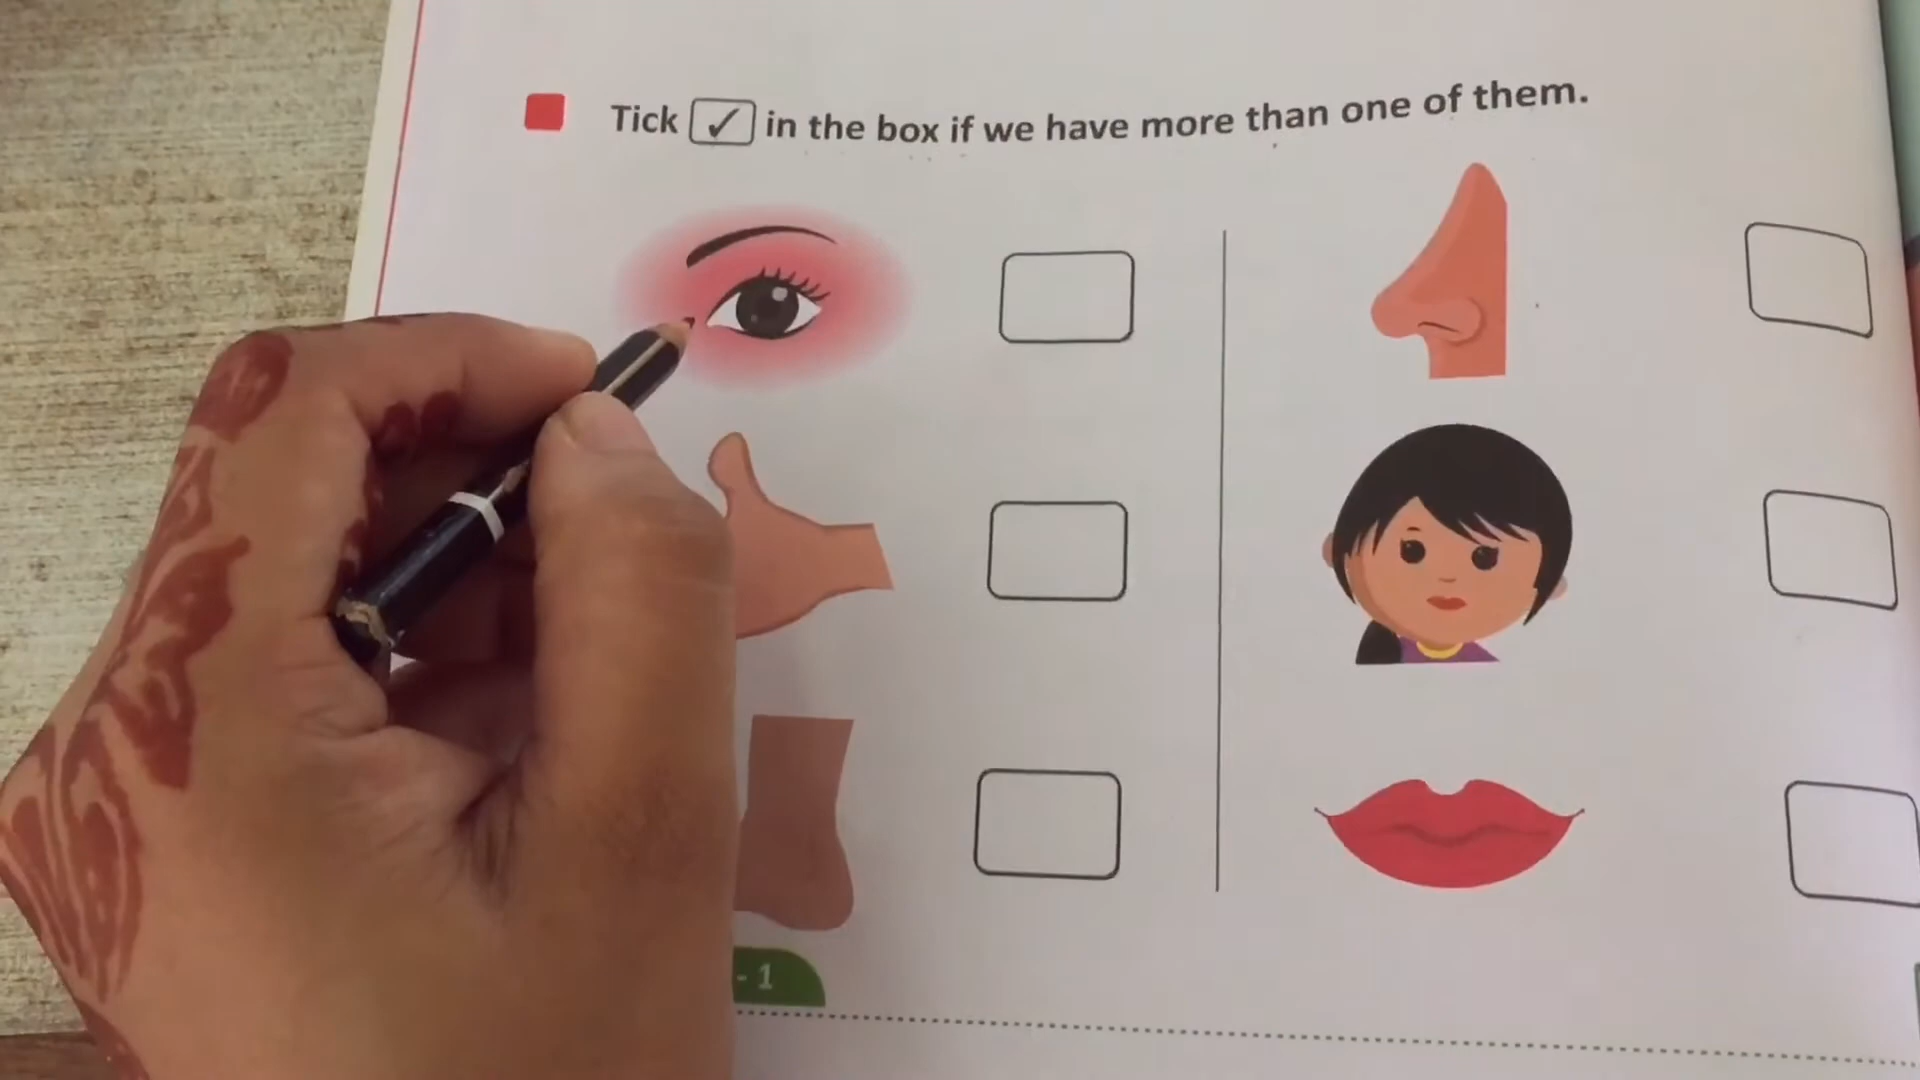 Tick ✓ in the box if we have more than one of them.
- 1